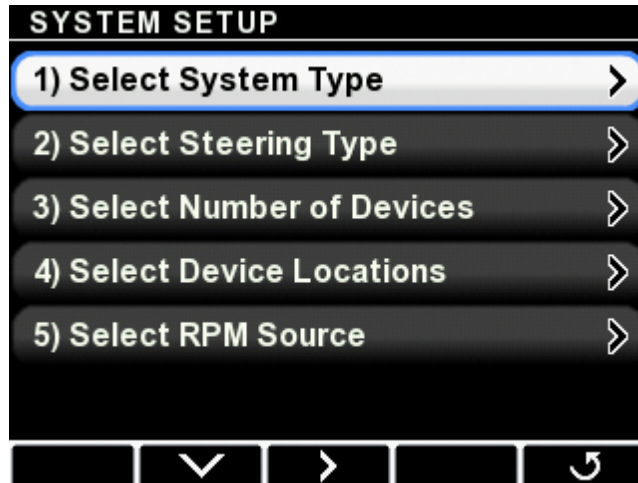 SYSTEM SETUP
1) Select System Type
2) Select Steering Type
3) Select Number of Devices
4) Select Device Locations
5) Select RPM Source